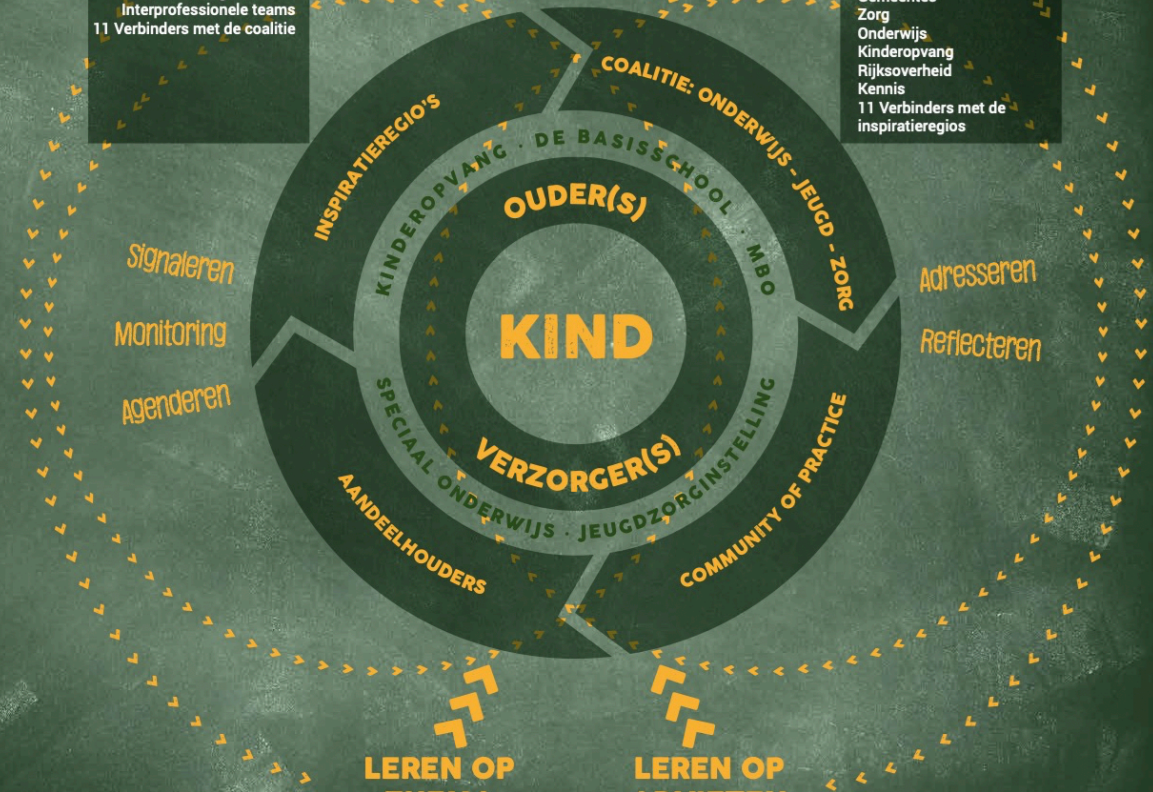 Interprofessionele teams
11 Verbinders met de coalitie
Zorg
Onderwijs
Kinderopvang
Rijksoverheid
Kennis
11 Verbinders met de
inspiratieregios
INSPIRATIEREGIO'S
COALITIE: ONDERWIJS - JEUGD - ZORG
KINDEROPVANG · DE BASISSCHOOL · MBO
OUDER(S)
Signaleren
Monitoring
Agenderen
KIND
Adresseren
Reflecteren
VERZORGER(S)
SPECIAAL ONDERWIJS · JEUGDZORGINSTELLING
AANDEELHOUDERS
COMMUNITY OF PRACTICE
LEREN OP
LEREN OP